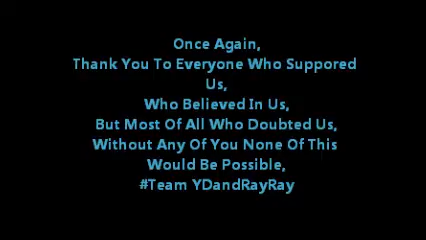 Once Again,
Thank You To Everyone Who Suppored
Us,
Who Believed In Us,
But Most Of All Who Doubted Us,
Without Any Of You None Of This
Would Be Possible,
#Team YDandRayRay